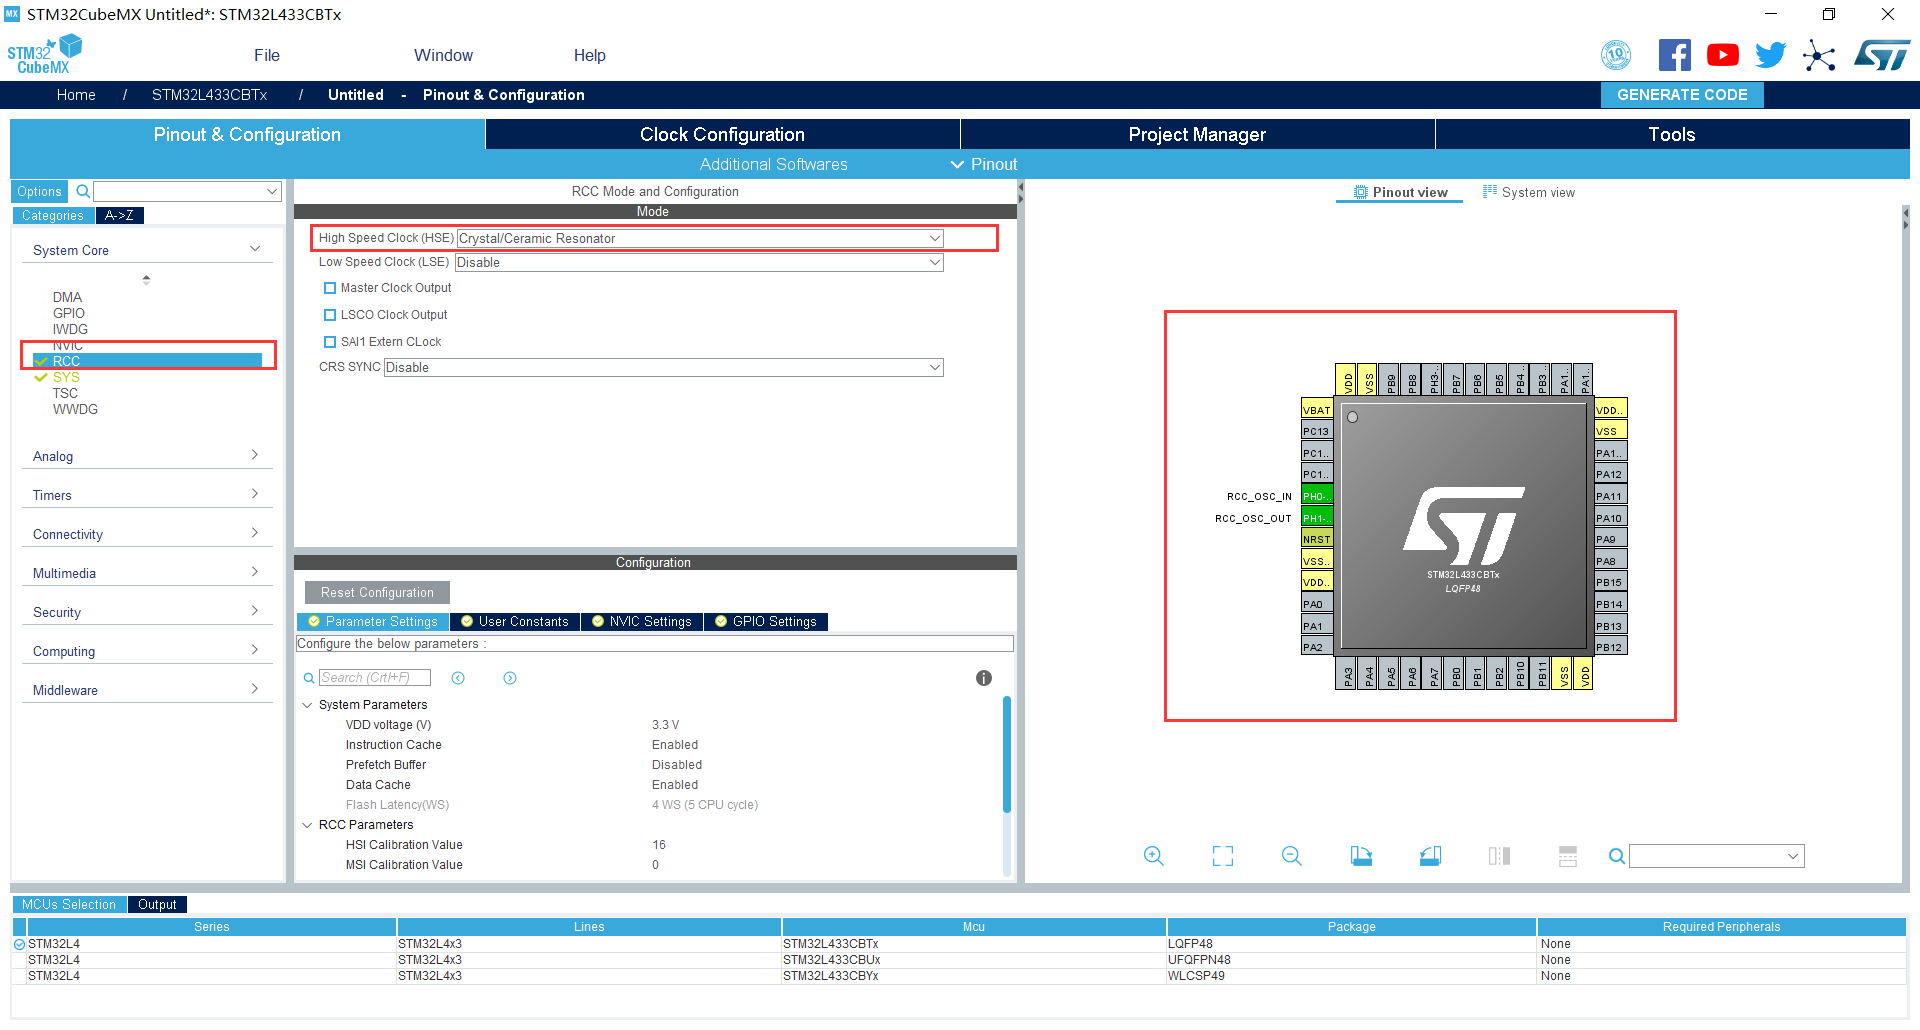 MX STM32CubeMX Untitled*: STM32L433CBTx
STM32 CubeMX
File Window Help
10
Home / STM32L433CBTx / Untitled - Pinout & Configuration GENERATE CODE
Pinout & Configuration Clock Configuration Project Manager Tools
Additional Softwares Pinout
Options
Categories A->Z
System Core
DMA
GPIO
IWDG
NVIC
RCC
SYS
TSC
WWDG
Analog
Timers
Connectivity
Multimedia
Security
Computing
Middleware
RCC Mode and Configuration
Mode
High Speed Clock (HSE) Crystal/Ceramic Resonator
Low Speed Clock (LSE) Disable
Master Clock Output
LSCO Clock Output
SAI1 Extern CLock
CRS SYNC Disable
Configuration
Reset Configuration
Parameter Settings User Constants NVIC Settings GPIO Settings
Configure the below parameters :
Search (Crtl+F)
System Parameters
VDD voltage (V) 3.3 V
Instruction Cache Enabled
Prefetch Buffer Disabled
Data Cache Enabled
Flash Latency(WS) 4 WS (5 CPU cycle)
RCC Parameters
HSI Calibration Value 16
MSI Calibration Value 0
Pinout view System view
VDD VSS PB9 PB8 PH3-.. PB7 PB6 PB5 PB4.. PB3.. PA1.. PA1..
VBAT VDD..
PC13 VSS
PC1.. PA1..
PC1.. PA12
RCC_OSC_IN PH0-.. PA11
RCC_OSC_OUT PH1-.. PA10
NRST PA9
VSS.. PA8
VDD.. PB15
PA0 PB14
PA1 PB13
PA2 PB12
ST
STM32L433CBTx
LQFP48
PA3 PA4 PA5 PA6 PA7 PB0 PB1 PB2 PB10 PB11 VSS VDD
MCUs Selection Output
Series Lines Mcu Package Required Peripherals
STM32L4 STM32L4x3 STM32L433CBTx LQFP48 None
STM32L4 STM32L4x3 STM32L433CBUx UFQFPN48 None
STM32L4 STM32L4x3 STM32L433CBYx WLCSP49 None